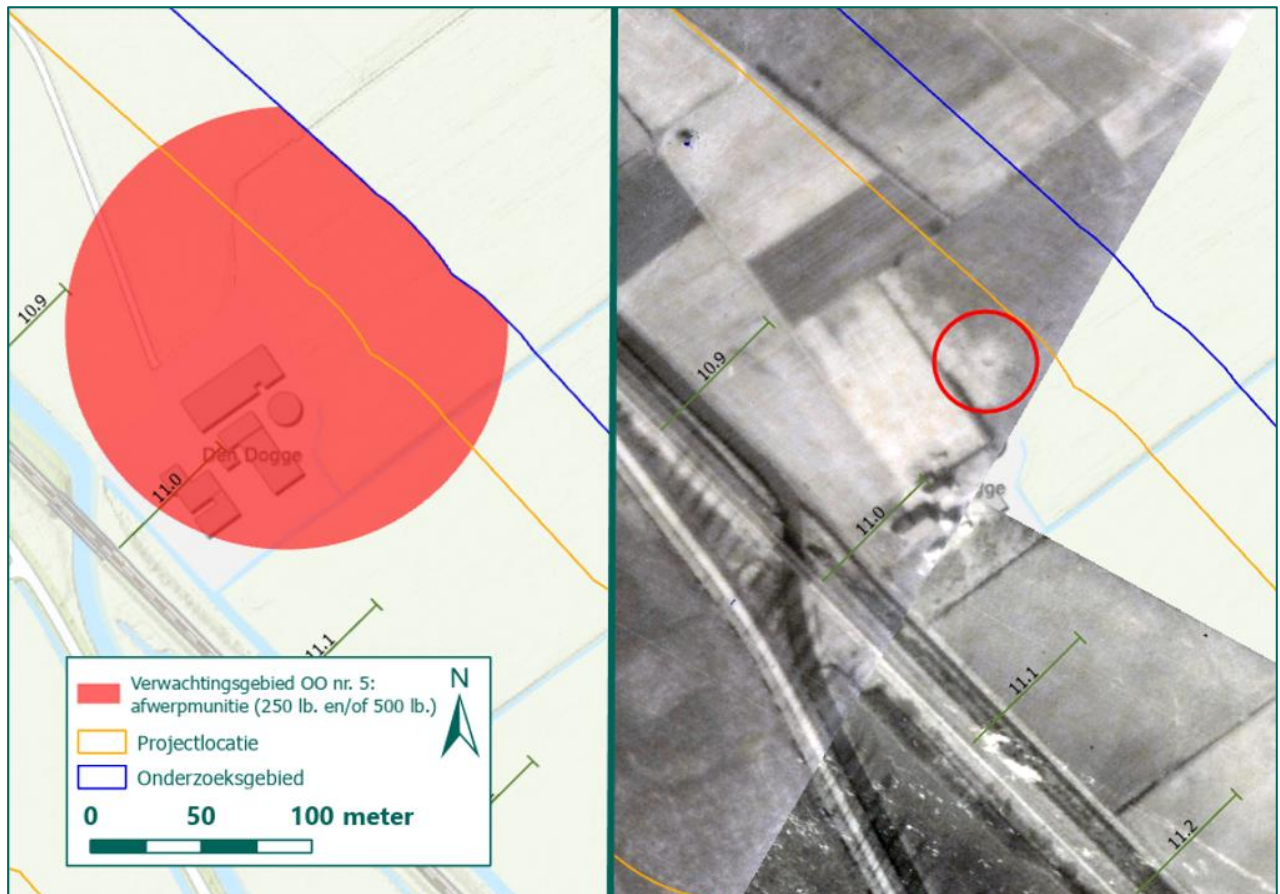 10.9
Den Dogge
11.0
11.1
Verwachtingsgebied OO nr. 5:
afwerpmunitie (250 lb. en/of 500 lb.)
Projectlocatie
Onderzoeksgebied
N
0 50 100 meter
10.9
11.0
11.1
11.2